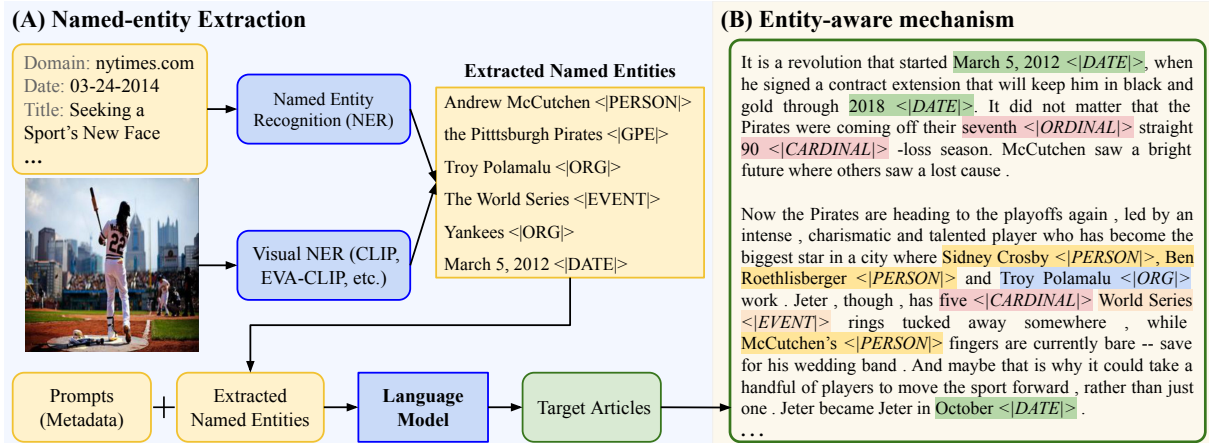 (A) Named-entity Extraction
Domain: nytimes.com
Date: 03-24-2014
Title: Seeking a
Sport's New Face
...
Named Entity
Recognition (NER)
22
Visual NER (CLIP,
EVA-CLIP, etc.)
Extracted Named Entities
Andrew McCutchen <|PERSON|>
the Pitttsburgh Pirates <|GPE|>
Troy Polamalu <|ORG|>
The World Series <|EVENT|>
Yankees <|ORG|>
March 5, 2012 <|DATE|>
Prompts
(Metadata)
+
Extracted
Named Entities
Language
Model
Target Articles
(B) Entity-aware mechanism
It is a revolution that started March 5, 2012 <|DATE|>, when
he signed a contract extension that will keep him in black and
gold through 2018 <|DATE|>. It did not matter that the
Pirates were coming off their seventh <|ORDINAL|> straight
90 <|CARDINAL|> -loss season. McCutchen saw a bright
future where others saw a lost cause .
Now the Pirates are heading to the playoffs again , led by an
intense , charismatic and talented player who has become the
biggest star in a city where Sidney Crosby <|PERSON|>, Ben
Roethlisberger <|PERSON|> and Troy Polamalu <|ORG|>
work . Jeter , though , has five <|CARDINAL|> World Series
<|EVENT|> rings tucked away somewhere , while
McCutchen's <|PERSON|> fingers are currently bare -- save
for his wedding band . And maybe that is why it could take a
handful of players to move the sport forward , rather than just
one . Jeter became Jeter in October <|DATE|> .
...